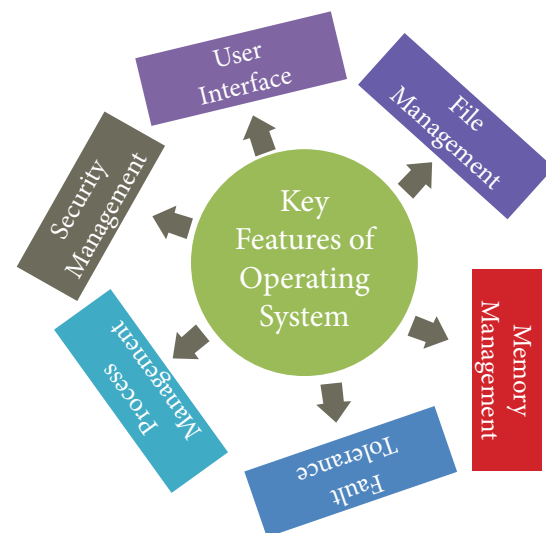 Key
Features of
Operating
System
User
Interface
File
Management
Memory
Management
Fault
Tolerance
Process
Management
Security
Management